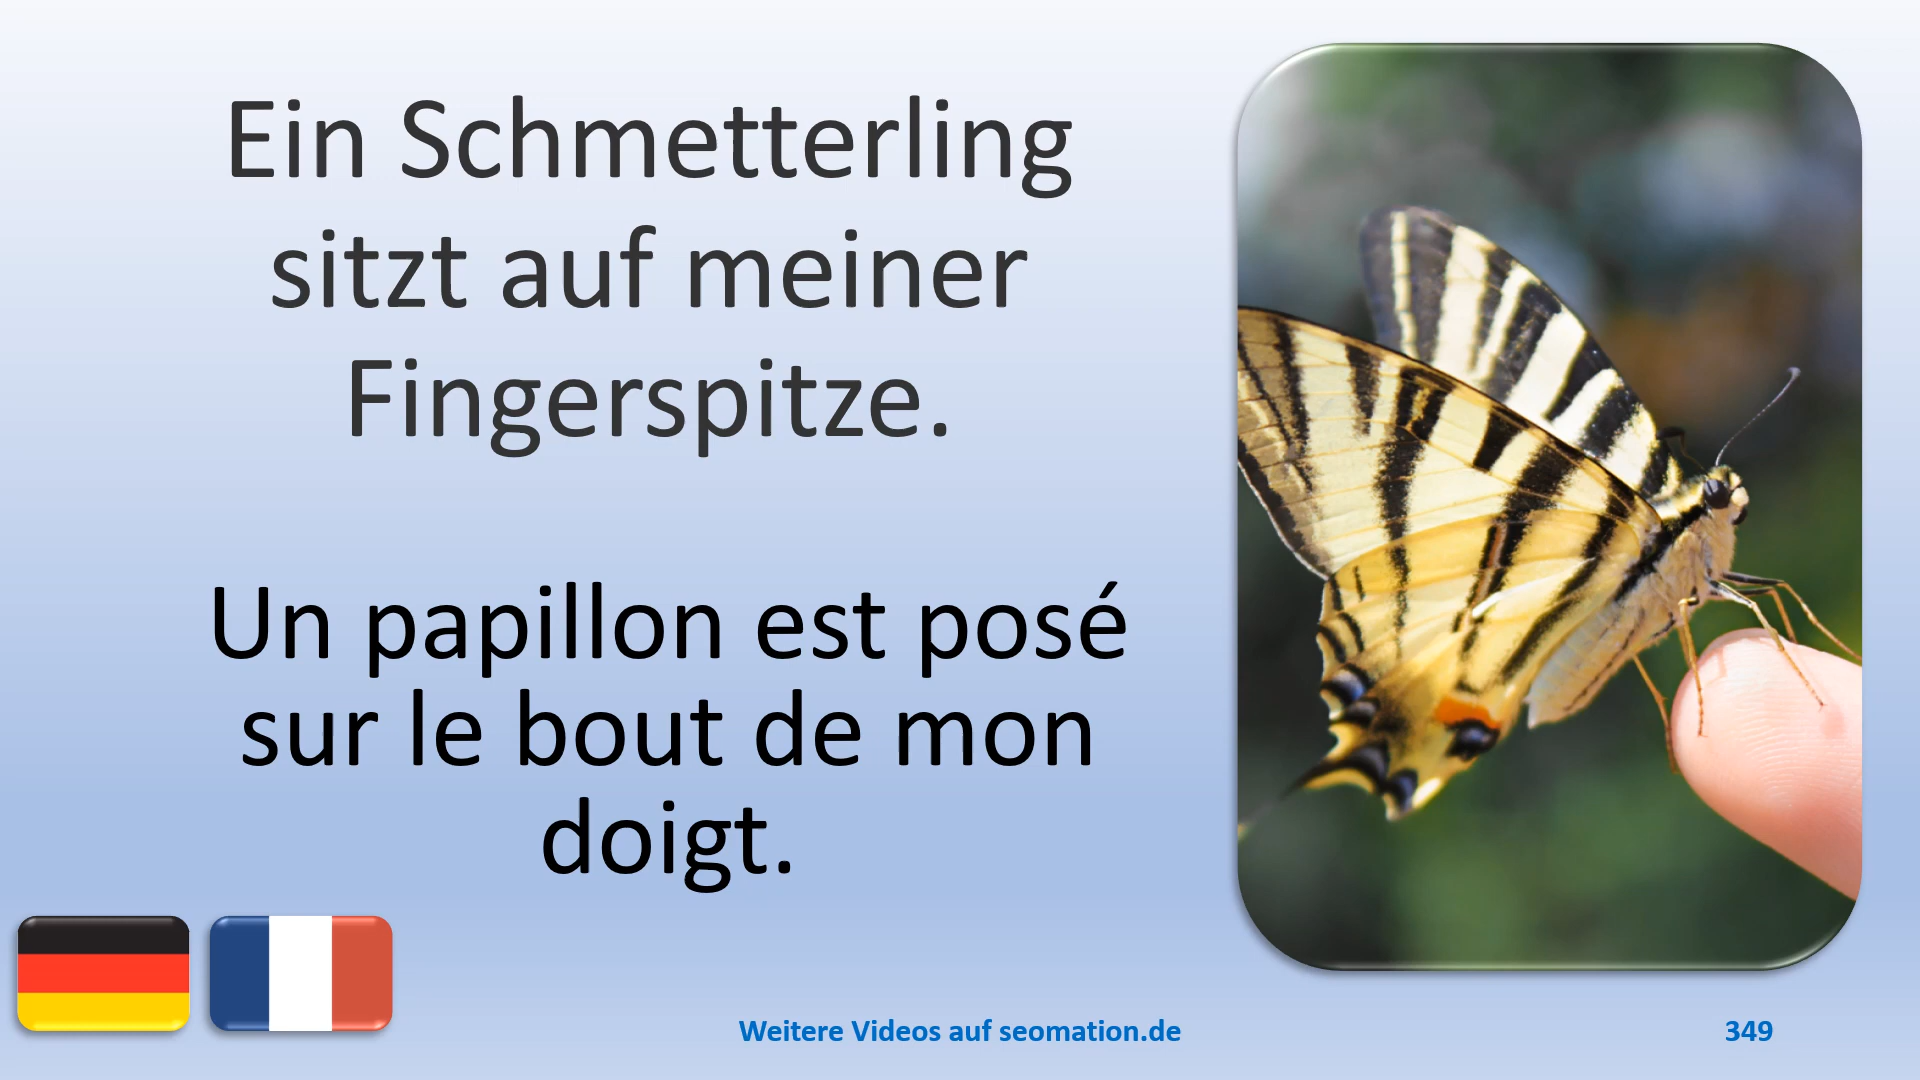 Ein Schmetterling
sitzt auf meiner
Fingerspitze.
Un papillon est posé
sur le bout de mon
doigt.
Weitere Videos auf seomation.de
349